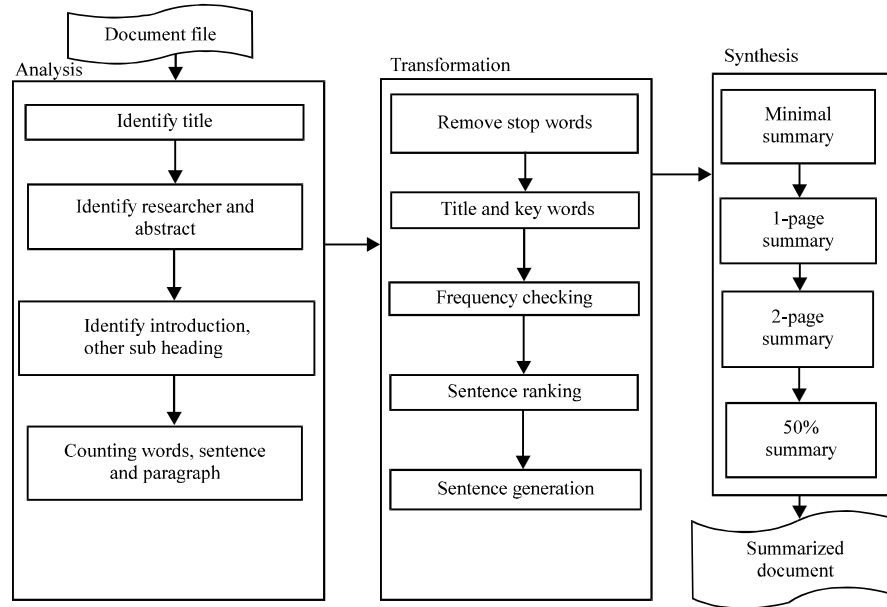 Document file
Analysis
Identify title
Identify researcher and
abstract
Identify introduction,
other sub heading
Counting words, sentence
and paragraph
Transformation
Remove stop words
Title and key words
Frequency checking
Sentence ranking
Sentence generation
Synthesis
Minimal
summary
1-page
summary
2-page
summary
50%
summary
Summarized
document